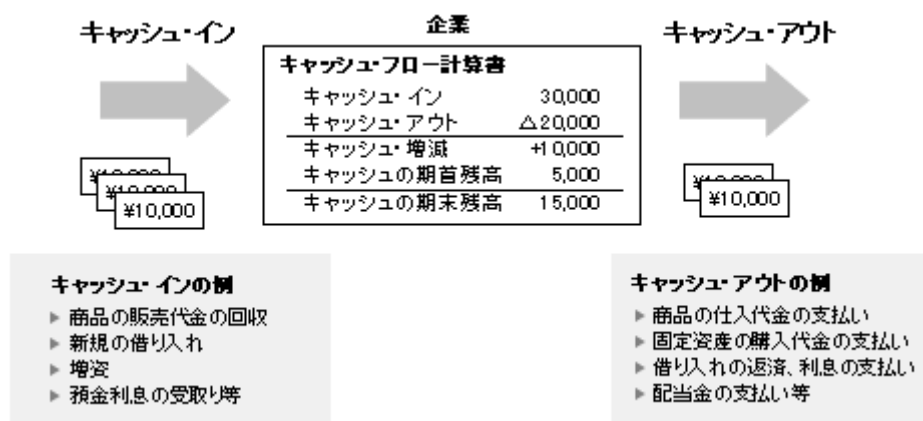 キャッシュ・イン
企業
キャッシュ・アウト
キャッシュ・フロー計算書
キャッシュ・イン 30,000
キャッシュ・アウト △20,000
キャッシュ・増減 +10,000
キャッシュの期首残高 5,000
キャッシュの期末残高 15,000
¥10,000
¥10,000
¥10,000
¥10,000
¥10,000
キャッシュ・インの例
▶ 商品の販売代金の回収
▶ 新規の借り入れ
▶ 増資
▶ 預金利息の受取り等
キャッシュ・アウトの例
▶ 商品の仕入代金の支払い
▶ 固定資産の購入代金の支払い
▶ 借り入れの返済、利息の支払い
▶ 配当金の支払い等